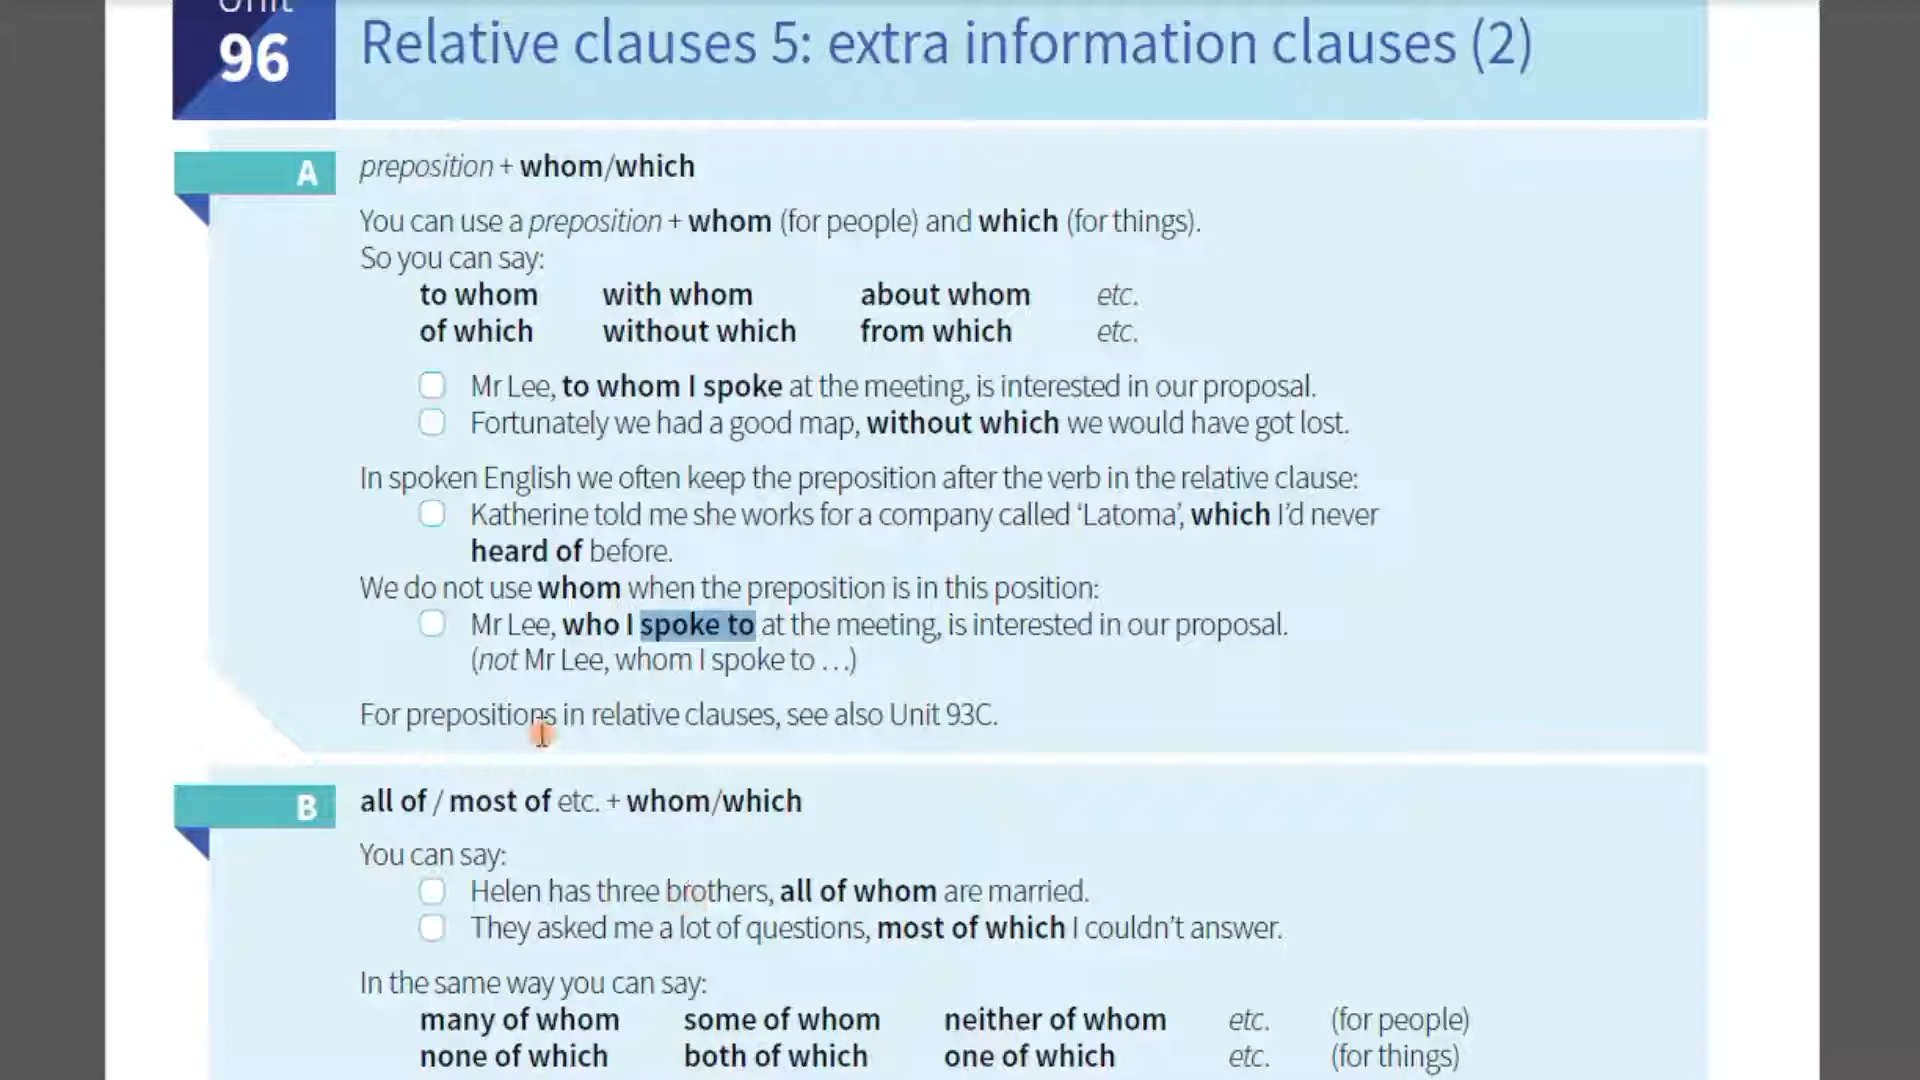 Unit
96
Relative clauses 5: extra information clauses (2)
A
preposition + whom/which
You can use a preposition + whom (for people) and which (for things).
So you can say:
to whom with whom about whom etc.
of which without which from which etc.
Mr Lee, to whom I spoke at the meeting, is interested in our proposal.
Fortunately we had a good map, without which we would have got lost.
In spoken English we often keep the preposition after the verb in the relative clause:
Katherine told me she works for a company called ‘Latoma’, which I’d never
heard of before.
We do not use whom when the preposition is in this position:
Mr Lee, who I spoke to at the meeting, is interested in our proposal.
(not Mr Lee, whom I spoke to …)
For prepositions in relative clauses, see also Unit 93C.
B
all of / most of etc. + whom/which
You can say:
Helen has three brothers, all of whom are married.
They asked me a lot of questions, most of which I couldn’t answer.
In the same way you can say:
many of whom some of whom neither of whom etc. (for people)
none of which both of which one of which etc. (for things)